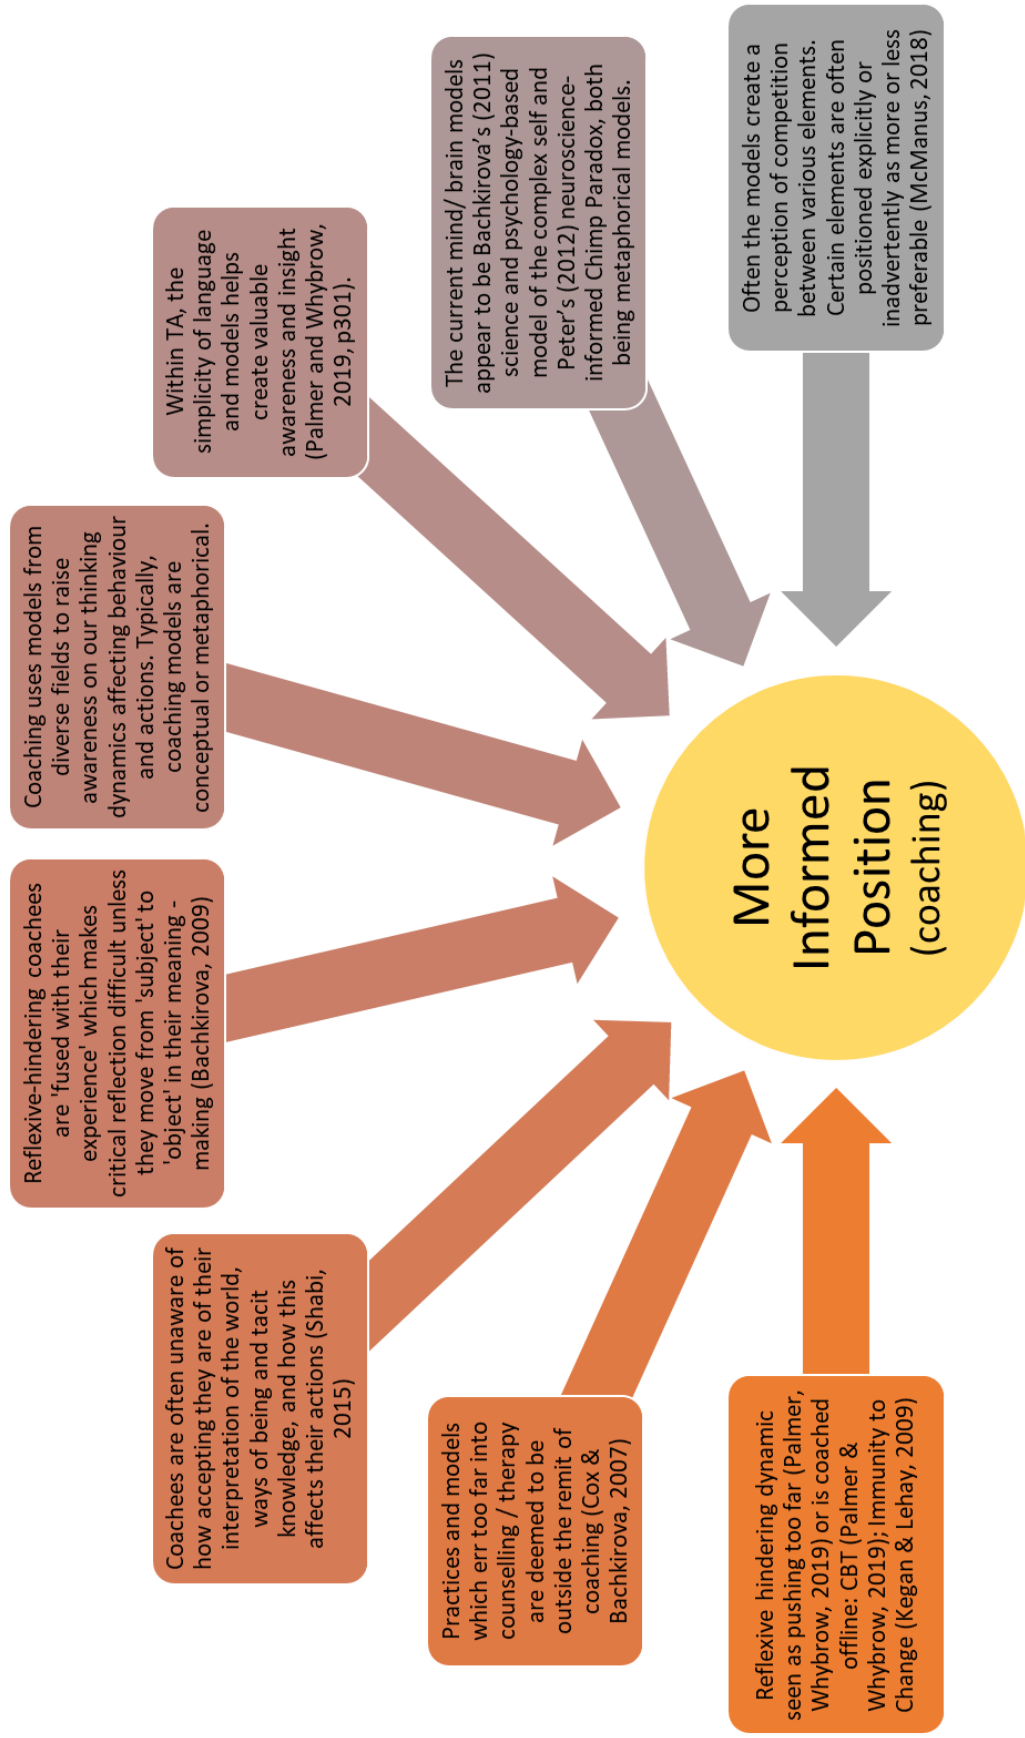 Reflexive hindering dynamic
seen as pushing too far (Palmer,
Whybrow, 2019) or is coached
offline: CBT (Palmer &
Whybrow, 2019); Immunity to
Change (Kegan & Lehay, 2009)
Practices and models
which err too far into
counselling / therapy
are deemed to be
outside the remit of
coaching (Cox &
Bachkirova, 2007)
Coachees are often unaware of
how accepting they are of their
interpretation of the world,
ways of being and tacit
knowledge, and how this
affects their actions (Shabi,
2015)
Reflexive-hindering coachees
are 'fused with their
experience' which makes
critical reflection difficult unless
they move from 'subject' to
'object' in their meaning -
making (Bachkirova, 2009)
Coaching uses models from
diverse fields to raise
awareness on our thinking
dynamics affecting behaviour
and actions. Typically,
coaching models are
conceptual or metaphorical.
Within TA, the
simplicity of language
and models helps
create valuable
awareness and insight
(Palmer and Whybrow,
2019, p301).
The current mind/ brain models
appear to be Bachkirova's (2011)
science and psychology-based
model of the complex self and
Peter's (2012) neuroscience-
informed Chimp Paradox, both
being metaphorical models.
Often the models create a
perception of competition
between various elements.
Certain elements are often
positioned explicitly or
inadvertently as more or less
preferable (McManus, 2018)
More
Informed
Position
(coaching)